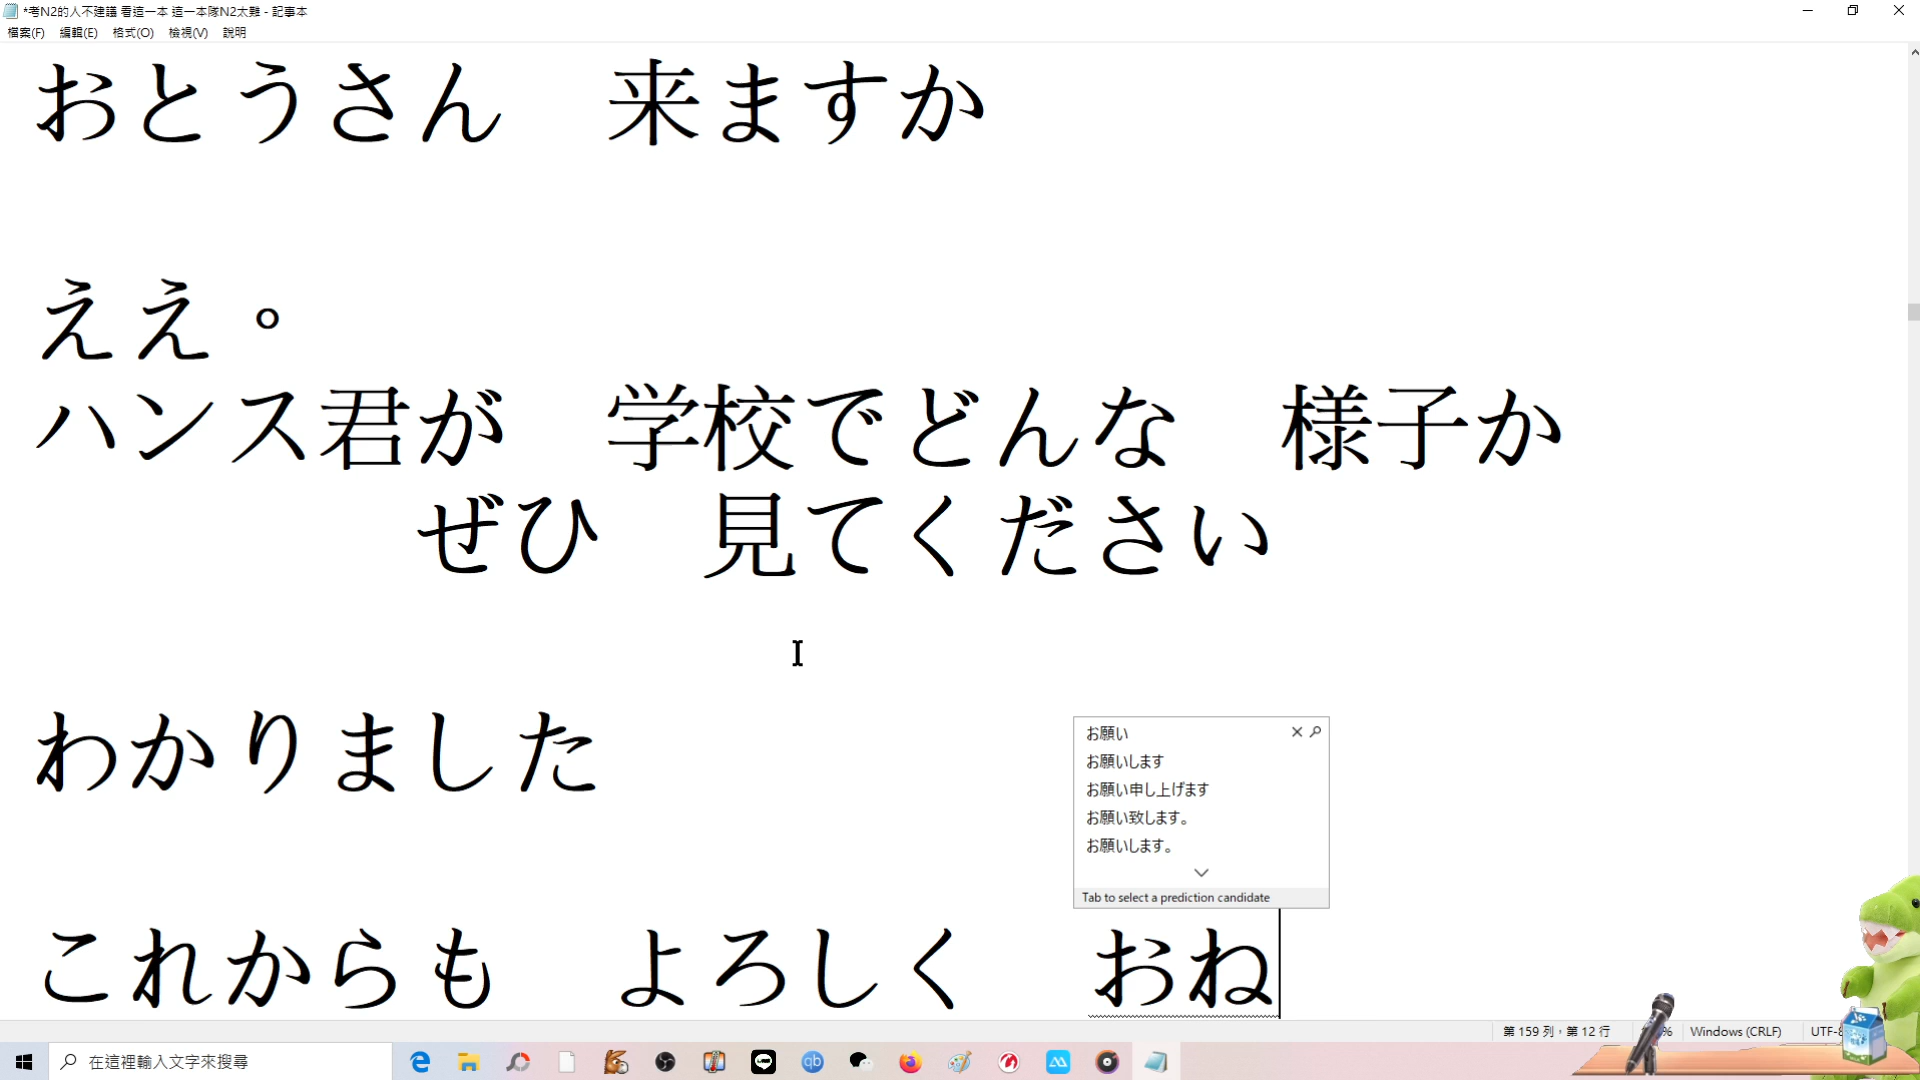 *考N2的人不建議 看這一本 這一本隊N2太難 - 記事本
檔案(F) 編輯(E) 格式(O) 檢視(V) 說明
おとうさん　来ますか
ええ。
ハンス君が　学校でどんな　様子か
ぜひ　見てください
わかりました
お願い
お願いします
お願い申し上げます
お願い致します。
お願いします。
Tab to select a prediction candidate
これからも　よろしく　おね
第 159 列，第 12 行
%
Windows (CRLF)
UTF-8
在這裡輸入文字來搜尋